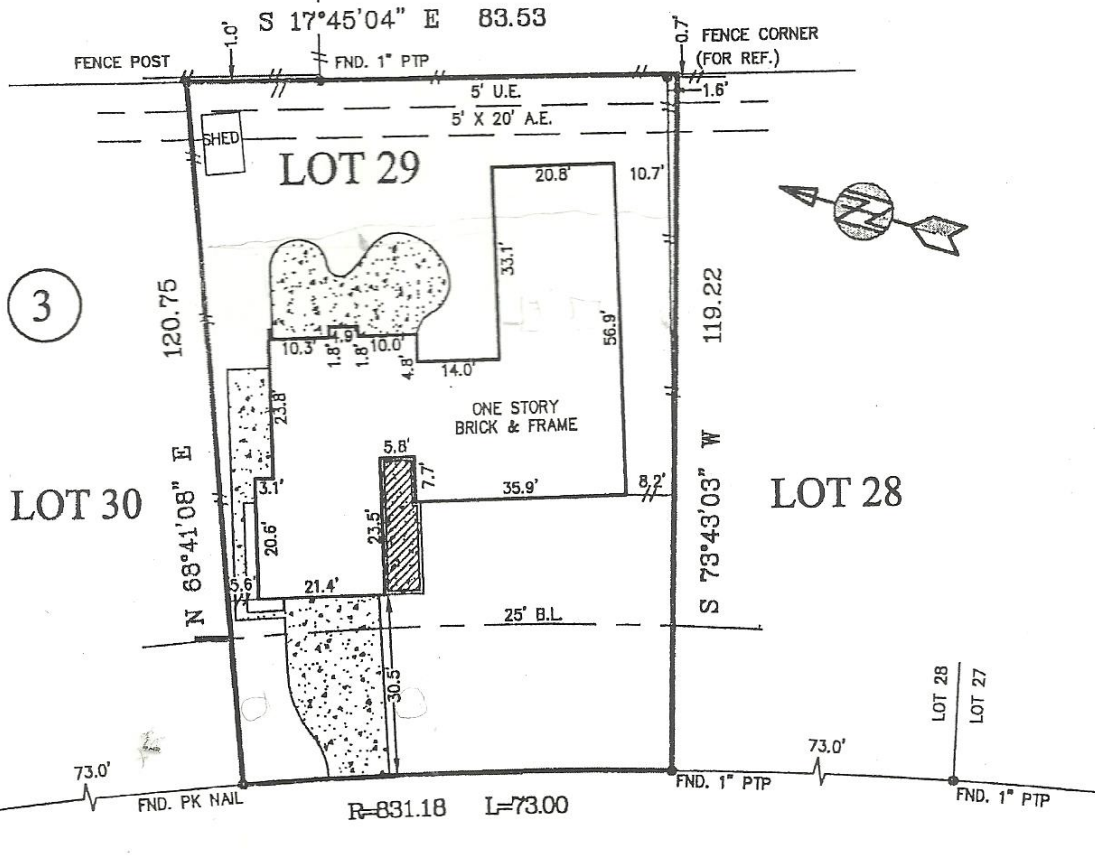 S 17°45'04" E 83.53
1.0'
0.7'
FENCE CORNER
(FOR REF.)
FENCE POST
FND. 1" PTP
1.6'
5' U.E.
5' X 20' A.E.
SHED
LOT 29
20.8'
10.7'
N
33.1'
3
120.75
119.22
56.9'
10.3'
1.8'
4.9'
1.8'
10.0'
4.8'
14.0'
23.8'
ONE STORY
BRICK & FRAME
5.8'
7.7'
3.1'
35.9'
8.2'
LOT 30
LOT 28
N 68°41'08" E
S 73°43'03" W
20.6'
23.5'
5.6'
21.4'
25' B.L.
30.5'
LOT 28
LOT 27
73.0'
73.0'
FND. PK NAIL
FND. 1" PTP
FND. 1" PTP
R=831.18 L=73.00